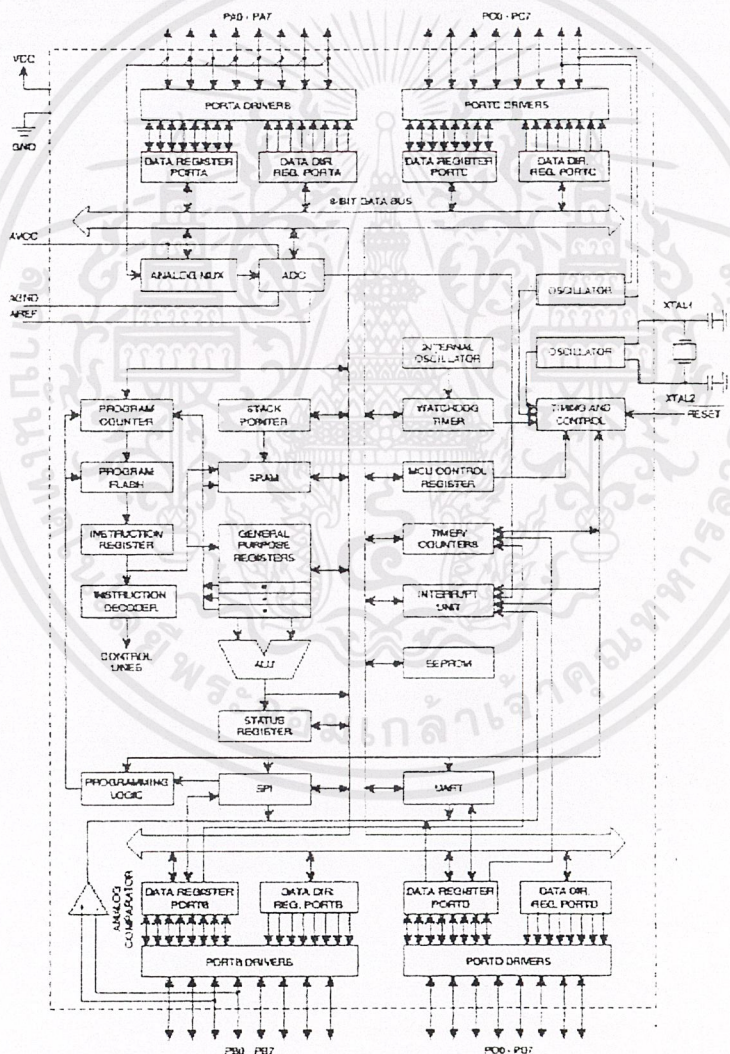 PA0 - PA7
PC0 - PC7
VCC
PORTA DRIVERS
PORTC DRIVERS
GND
DATA REGISTER
PORTA
DATA DIR.
REG. PORTA
DATA REGISTER
PORTC
DATA DIR.
REG. PORTC
8-BIT DATA BUS
AVCC
ANALOG MUX
ADC
AGND
AREF
OSCILLATOR
XTAL1
INTERNAL
OSCILLATOR
OSCILLATOR
XTAL2
PROGRAM
COUNTER
STACK
POINTER
WATCHDOG
TIMER
TIMING AND
CONTROL
RESET
PROGRAM
FLASH
SRAM
MCU CONTROL
REGISTER
INSTRUCTION
REGISTER
GENERAL
PURPOSE
REGISTERS
TIMER/
COUNTERS
INSTRUCTION
DECODER
INTERRUPT
UNIT
CONTROL
LINES
ALU
EEPROM
STATUS
REGISTER
PROGRAMMING
LOGIC
SPI
UART
ANALOG
COMPARATOR
DATA REGISTER
PORTB
DATA DIR.
REG. PORTB
DATA REGISTER
PORTD
DATA DIR.
REG. PORTD
PORTB DRIVERS
PORTD DRIVERS
PB0 - PB7
PD0 - PD7